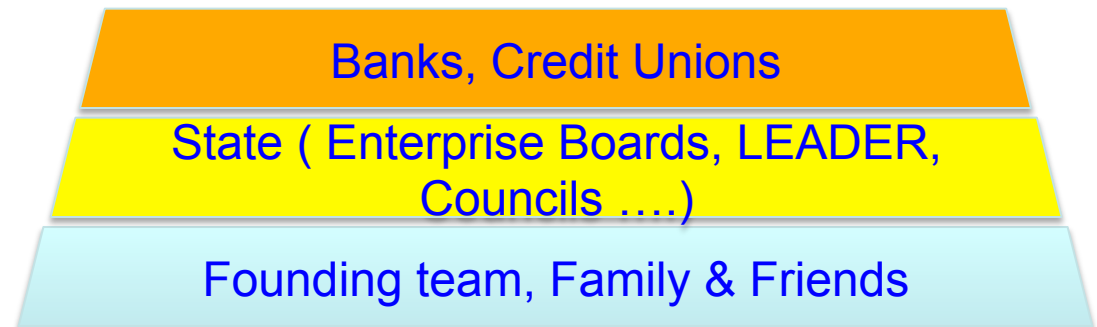 Banks, Credit Unions
State ( Enterprise Boards, LEADER,
Councils ….)
Founding team, Family & Friends